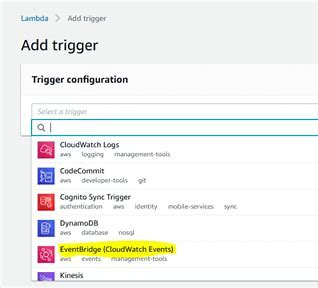 Lambda > Add trigger
Add trigger
Trigger configuration
Select a trigger
CloudWatch Logs
aws logging management-tools
CodeCommit
aws developer-tools git
Cognito Sync Trigger
authentication aws identity mobile-services sync
DynamoDB
aws database nosql
EventBridge (CloudWatch Events)
aws events management-tools
Kinesis